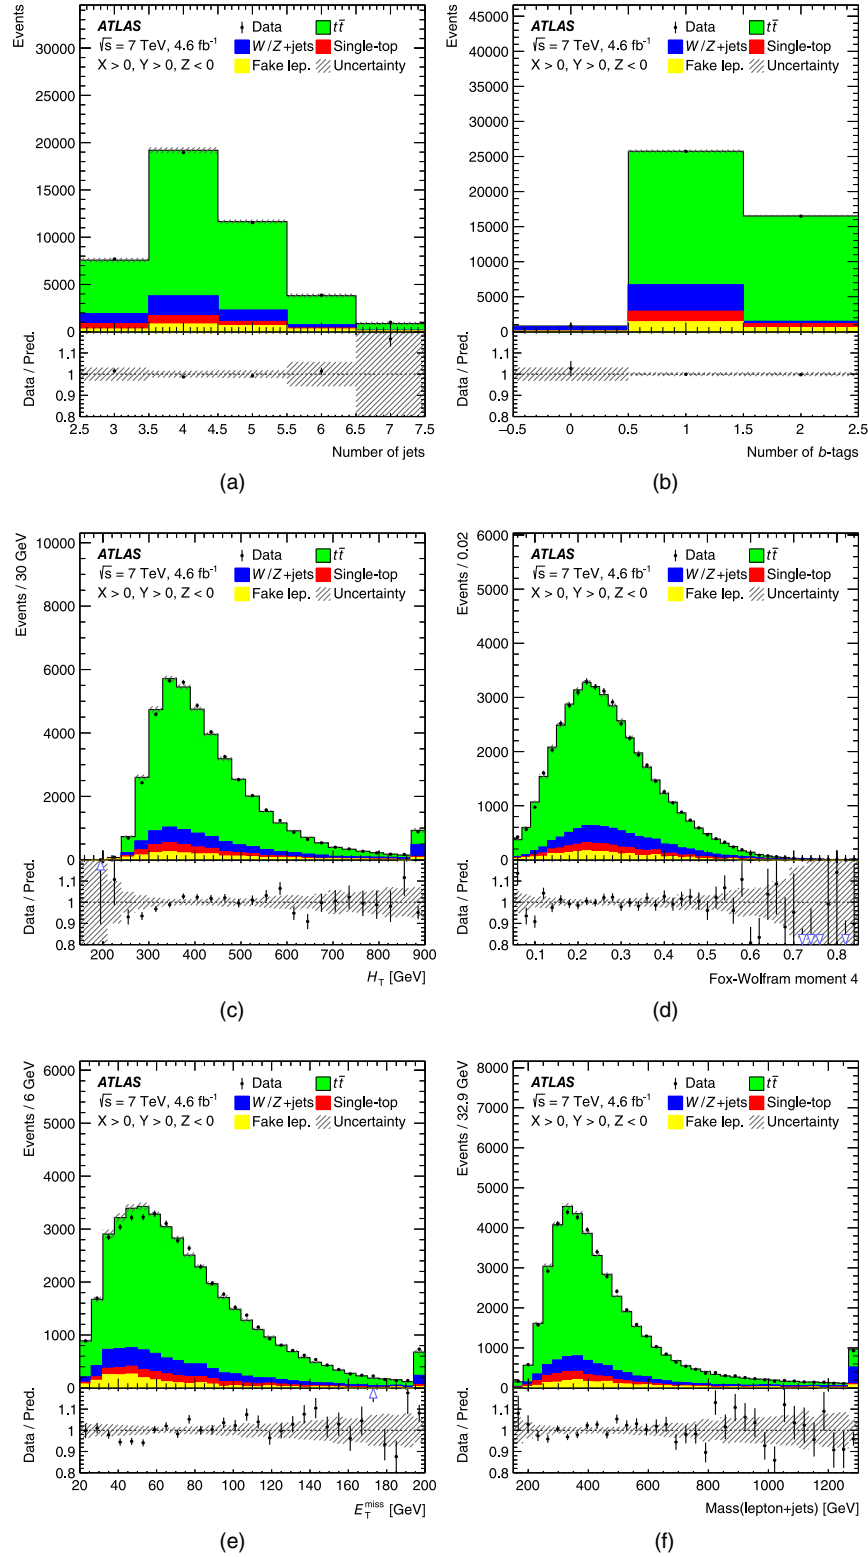 Events
30000
25000
20000
15000
10000
5000
0
ATLAS
√s = 7 TeV, 4.6 fb⁻¹
X > 0, Y > 0, Z < 0
Data
tt̄
W/Z+jets
Single-top
Fake lep.
Uncertainty
Data / Pred.
1.1
1
0.9
0.8
2.5 3 3.5 4 4.5 5 5.5 6 6.5 7 7.5
Number of jets
(a)
Events
45000
40000
35000
30000
25000
20000
15000
10000
5000
0
ATLAS
√s = 7 TeV, 4.6 fb⁻¹
X > 0, Y > 0, Z < 0
Data
tt̄
W/Z+jets
Single-top
Fake lep.
Uncertainty
Data / Pred.
1.1
1
0.9
0.8
−0.5 0 0.5 1 1.5 2 2.5
Number of b-tags
(b)
Events / 30 GeV
10000
8000
6000
4000
2000
0
ATLAS
√s = 7 TeV, 4.6 fb⁻¹
X > 0, Y > 0, Z < 0
Data
tt̄
W/Z+jets
Single-top
Fake lep.
Uncertainty
Data / Pred.
1.1
1
0.9
0.8
200 300 400 500 600 700 800 900
H_T [GeV]
(c)
Events / 0.02
6000
5000
4000
3000
2000
1000
0
ATLAS
√s = 7 TeV, 4.6 fb⁻¹
X > 0, Y > 0, Z < 0
Data
tt̄
W/Z+jets
Single-top
Fake lep.
Uncertainty
Data / Pred.
1.1
1
0.9
0.8
0.1 0.2 0.3 0.4 0.5 0.6 0.7 0.8
Fox-Wolfram moment 4
(d)
Events / 6 GeV
6000
5000
4000
3000
2000
1000
0
ATLAS
√s = 7 TeV, 4.6 fb⁻¹
X > 0, Y > 0, Z < 0
Data
tt̄
W/Z+jets
Single-top
Fake lep.
Uncertainty
Data / Pred.
1.1
1
0.9
0.8
20 40 60 80 100 120 140 160 180 200
E_T^miss [GeV]
(e)
Events / 32.9 GeV
8000
7000
6000
5000
4000
3000
2000
1000
0
ATLAS
√s = 7 TeV, 4.6 fb⁻¹
X > 0, Y > 0, Z < 0
Data
tt̄
W/Z+jets
Single-top
Fake lep.
Uncertainty
Data / Pred.
1.1
1
0.9
0.8
200 400 600 800 1000 1200
Mass(lepton+jets) [GeV]
(f)